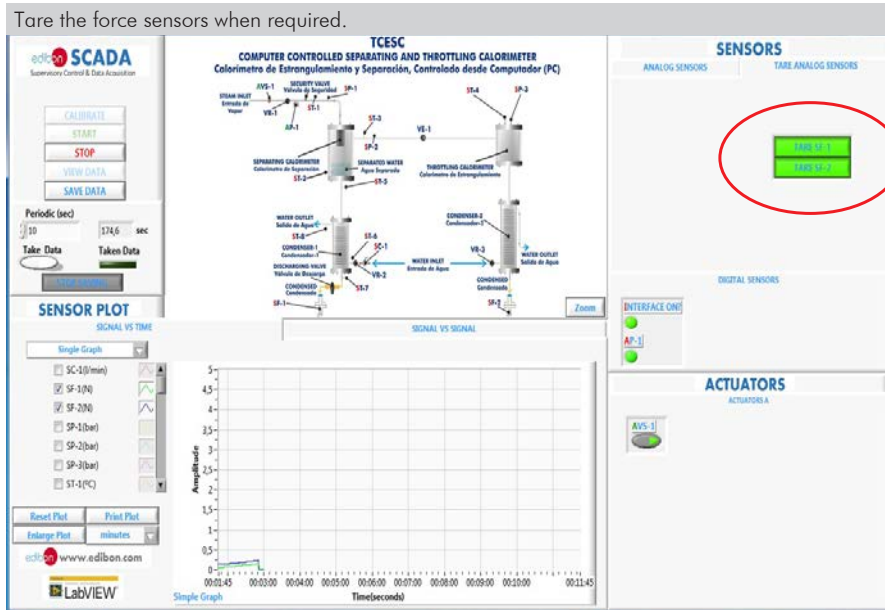 Tare the force sensors when required.
edibon SCADA
Supervisory Control & Data Acquisition
CALIBRATE
START
STOP
VIEW DATA
SAVE DATA
Periodic (sec)
10
174,6 sec
Take Data
Taken Data
TCESC
COMPUTER CONTROLLED SEPARATING AND THROTTLING CALORIMETER
Calorímetro de Estrangulamiento y Separación, Controlado desde Computador (PC)
STEAM INLET
Entrada de
Vapor
AVS-1
SECURITY VALVE
Válvula de Seguridad
SP-1
VR-1
ST-1
AP-1
ST-3
SP-2
VE-1
ST-4
SP-3
SEPARATING CALORIMETER
Calorímetro de Separación
ST-2
SEPARATED WATER
Agua Separada
ST-5
THROTTLING CALORIMETER
Calorímetro de Estrangulamiento
WATER OUTLET
Salida de Agua
ST-8
CONDENSER-1
Condensador-1
ST-6
SC-1
VR-2
DISCHARGING VALVE
Válvula de Descarga
ST-7
CONDENSED
Condensado
SF-1
WATER INLET
Entrada de Agua
CONDENSER-2
Condensador-2
VR-3
WATER OUTLET
Salida de Agua
CONDENSED
Condensado
SF-2
Zoom
SENSORS
ANALOG SENSORS
TARE ANALOG SENSORS
TARE SF-1
TARE SF-2
DIGITAL SENSORS
INTERFACE ON?
AP-1
ACTUATORS
ACTUATORS A
AVS-1
SENSOR PLOT
SIGNAL VS TIME
SIGNAL VS SIGNAL
Single Graph
SC-1(l/min)
SF-1(N)
SF-2(N)
SP-1(bar)
SP-2(bar)
SP-3(bar)
ST-1(ºC)
Reset Plot
Print Plot
Enlarge Plot
minutes
edibon www.edibon.com
LabVIEW
Amplitude
5
4,5
4
3,5
3
2,5
2
1,5
1
0,5
0
00:01:45 00:03:00 00:04:00 00:05:00 00:06:00 00:07:00 00:08:00 00:09:00 00:10:00 00:11:45
Simple Graph
Time(seconds)